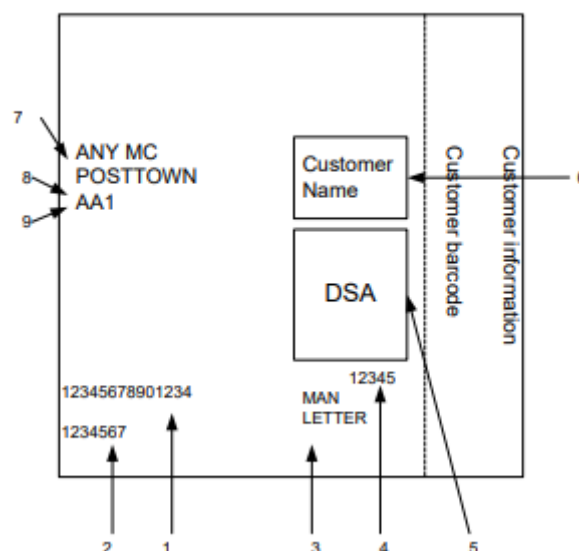 7
ANY MC
POSTTOWN
8
AA1
9
Customer
Name
DSA
Customer barcode
Customer information
12345
12345678901234
MAN
LETTER
1234567
2
1
3
4
5